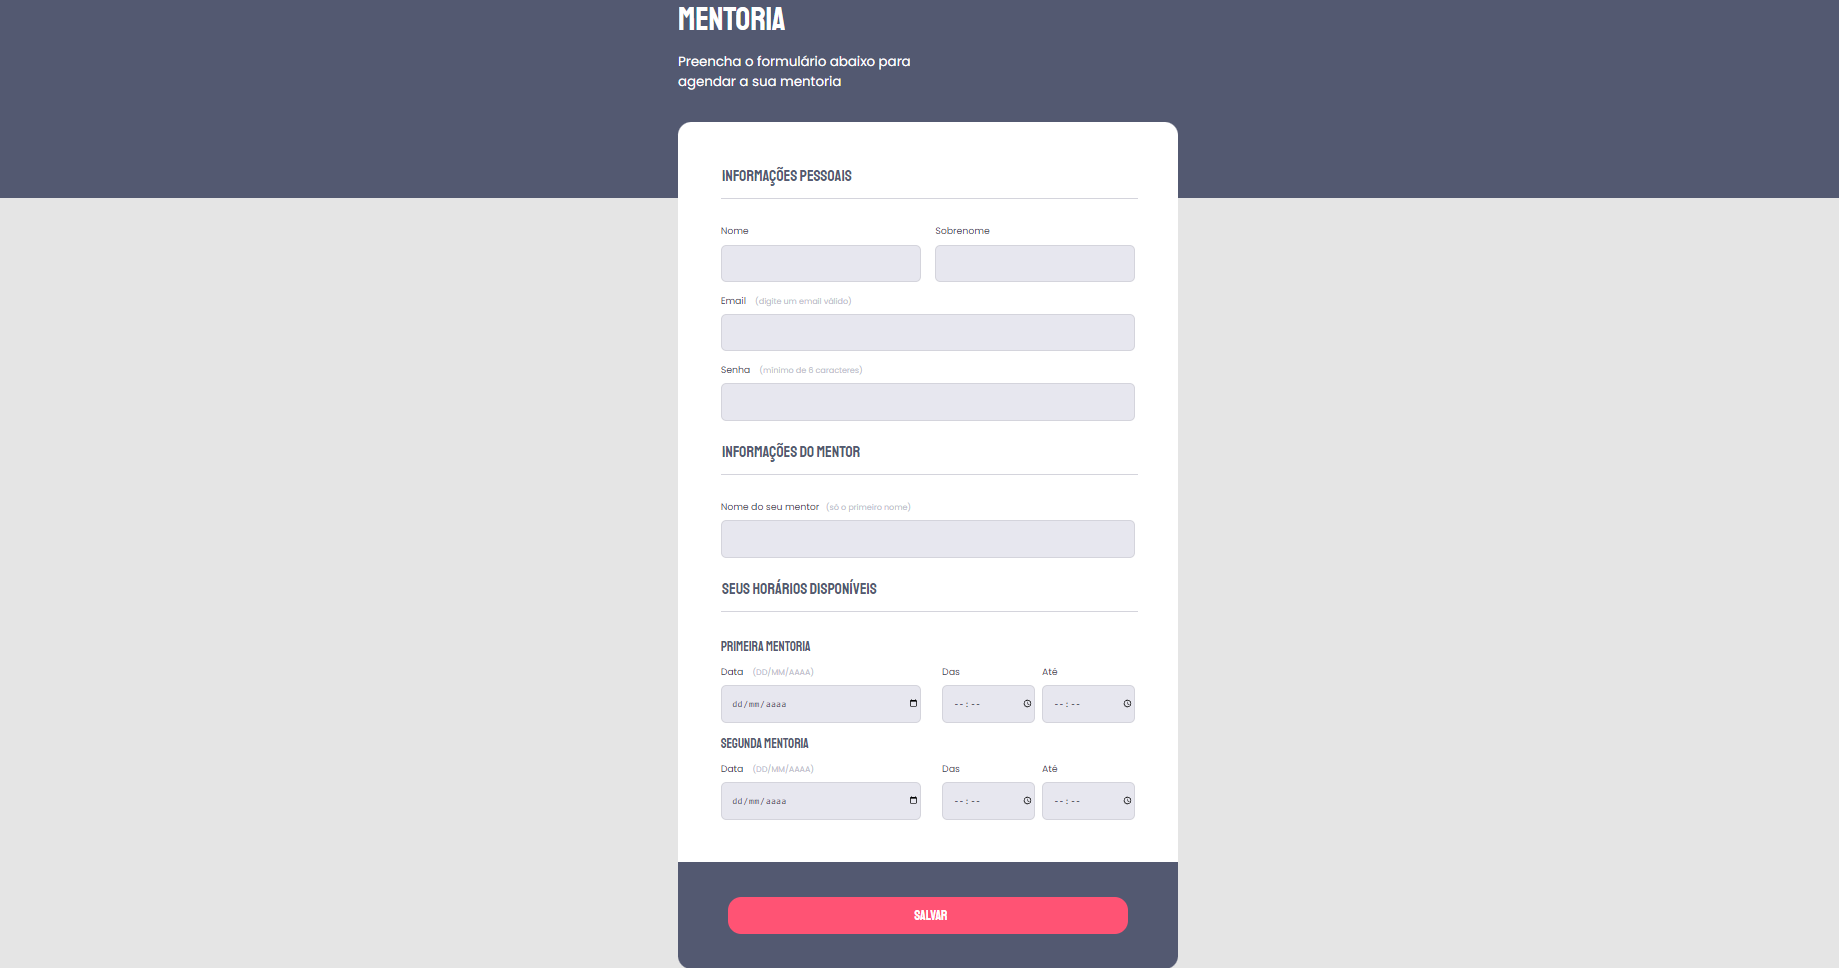 MENTORIA
Preencha o formulário abaixo para
agendar a sua mentoria
INFORMAÇÕES PESSOAIS
Nome Sobrenome
Email (digite um email válido)
Senha (mínimo de 6 caracteres)
INFORMAÇÕES DO MENTOR
Nome do seu mentor (só o primeiro nome)
SEUS HORÁRIOS DISPONÍVEIS
PRIMEIRA MENTORIA
Data (DD/MM/AAAA) Das Até
dd/mm/aaaa --:-- --:--
SEGUNDA MENTORIA
Data (DD/MM/AAAA) Das Até
dd/mm/aaaa --:-- --:--
SALVAR